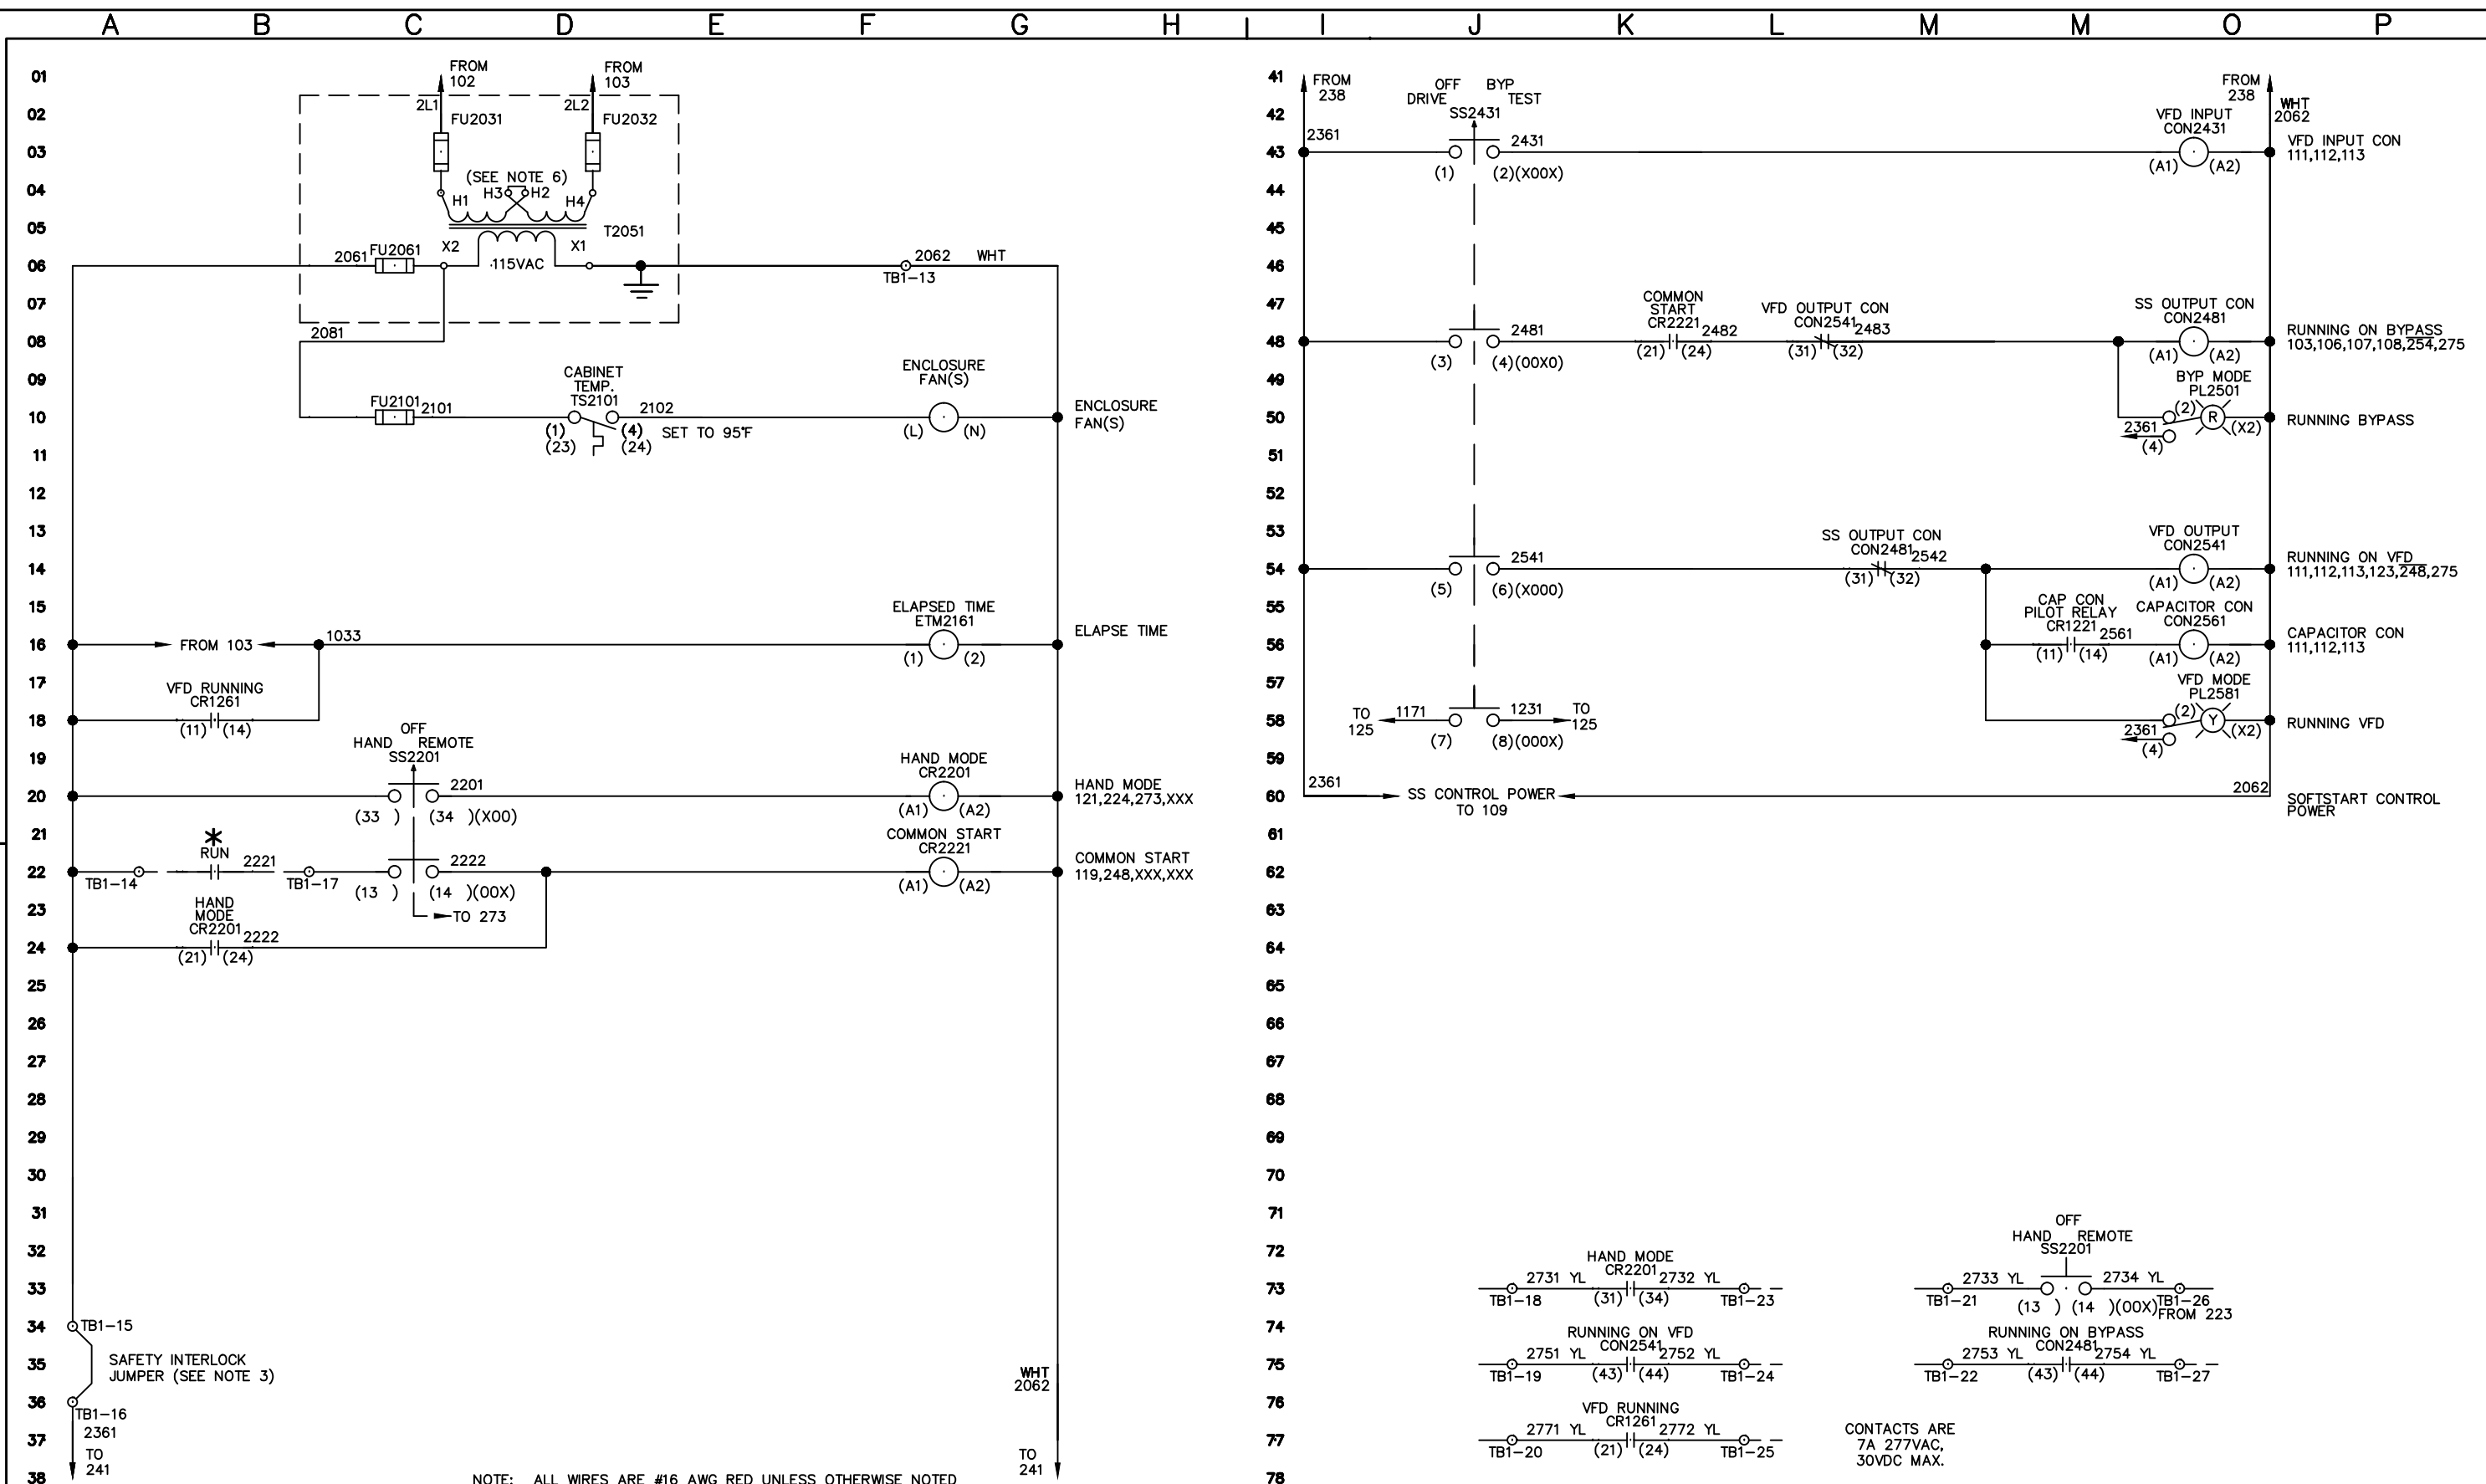 A B C D E F G H I J K L M M O P
01
FROM
102
FROM
103
2L1
2L2
02
FU2031
FU2032
03
(SEE NOTE 6)
04
H1
H3
H2
H4
05
T2051
2061
FU2061
X2
X1
06
115VAC
2062 WHT
TB1-13
07
2081
08
09
CABINET
TEMP.
TS2101
ENCLOSURE
FAN(S)
10
FU2101
2101
2102
(1)
(23)
(4)
(24)
SET TO 95°F
(L)
(N)
ENCLOSURE
FAN(S)
11
12
13
14
15
ELAPSED TIME
ETM2161
16
FROM 103
1033
(1)
(2)
ELAPSE TIME
17
VFD RUNNING
CR1261
18
(11)
(14)
OFF
HAND REMOTE
SS2201
19
HAND MODE
CR2201
20
2201
(33 )
(34 )(X00)
(A1)
(A2)
HAND MODE
121,224,273,XXX
21
*
RUN
COMMON START
CR2221
22
TB1-14
2221
TB1-17
2222
(13 )
(14 )(00X)
(A1)
(A2)
COMMON START
119,248,XXX,XXX
23
TO 273
HAND
MODE
CR2201
24
2222
(21)
(24)
25
26
27
28
29
30
31
32
33
34
TB1-15
35
SAFETY INTERLOCK
JUMPER (SEE NOTE 3)
WHT
2062
36
TB1-16
2361
37
TO
241
TO
241
38
NOTE: ALL WIRES ARE #16 AWG RED UNLESS OTHERWISE NOTED
41
FROM
238
OFF BYP
DRIVE TEST
SS2431
FROM
238
WHT
2062
42
VFD INPUT
CON2431
43
2361
2431
(1)
(2)(X00X)
(A1)
(A2)
VFD INPUT CON
111,112,113
44
45
46
47
COMMON
START
CR2221
VFD OUTPUT CON
CON2541
SS OUTPUT CON
CON2481
48
2481
2482
2483
(3)
(4)(00X0)
(21)
(24)
(31)
(32)
(A1)
(A2)
RUNNING ON BYPASS
103,106,107,108,254,275
49
BYP MODE
PL2501
50
(2)
R
(X2)
2361
(4)
RUNNING BYPASS
51
52
53
SS OUTPUT CON
CON2481
VFD OUTPUT
CON2541
54
2541
2542
(5)
(6)(X000)
(31)
(32)
(A1)
(A2)
RUNNING ON VFD
111,112,113,123,248,275
55
CAP CON
PILOT RELAY
CR1221
CAPACITOR CON
CON2561
56
2561
(11)
(14)
(A1)
(A2)
CAPACITOR CON
111,112,113
57
VFD MODE
PL2581
58
TO
125
1171
1231
TO
125
(7)
(8)(000X)
(2)
Y
(X2)
2361
(4)
RUNNING VFD
59
2361
60
SS CONTROL POWER
TO 109
2062
SOFTSTART CONTROL
POWER
61
62
63
64
65
66
67
68
69
70
71
72
HAND MODE
CR2201
OFF
HAND REMOTE
SS2201
73
2731 YL
2732 YL
TB1-18
(31)
(34)
TB1-23
2733 YL
2734 YL
TB1-21
(13 )
(14 )(00X)
TB1-26
FROM 223
74
RUNNING ON VFD
CON2541
RUNNING ON BYPASS
CON2481
75
2751 YL
2752 YL
TB1-19
(43)
(44)
TB1-24
2753 YL
2754 YL
TB1-22
(43)
(44)
TB1-27
76
VFD RUNNING
CR1261
77
2771 YL
2772 YL
TB1-20
(21)
(24)
TB1-25
CONTACTS ARE
7A 277VAC,
30VDC MAX.
78